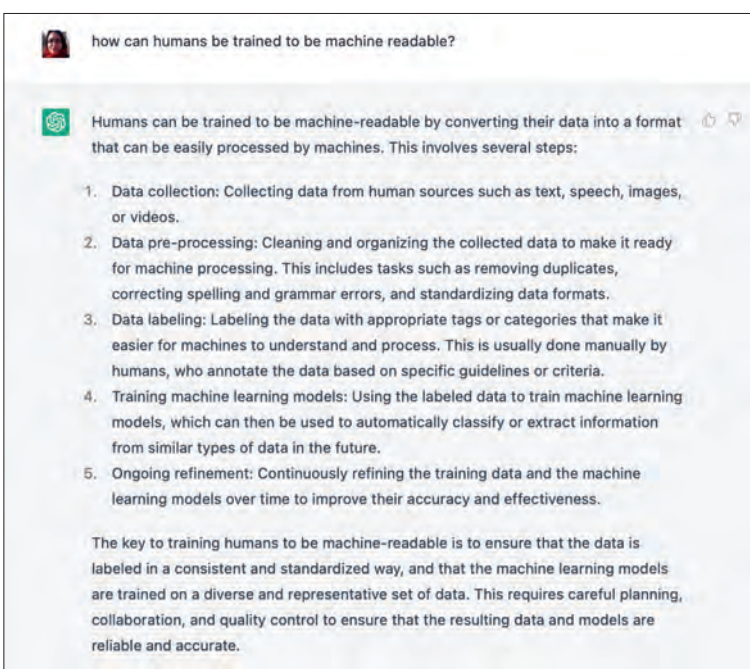 how can humans be trained to be machine readable?
Humans can be trained to be machine-readable by converting their data into a format
that can be easily processed by machines. This involves several steps:
1. Data collection: Collecting data from human sources such as text, speech, images,
or videos.
2. Data pre-processing: Cleaning and organizing the collected data to make it ready
for machine processing. This includes tasks such as removing duplicates,
correcting spelling and grammar errors, and standardizing data formats.
3. Data labeling: Labeling the data with appropriate tags or categories that make it
easier for machines to understand and process. This is usually done manually by
humans, who annotate the data based on specific guidelines or criteria.
4. Training machine learning models: Using the labeled data to train machine learning
models, which can then be used to automatically classify or extract information
from similar types of data in the future.
5. Ongoing refinement: Continuously refining the training data and the machine
learning models over time to improve their accuracy and effectiveness.
The key to training humans to be machine-readable is to ensure that the data is
labeled in a consistent and standardized way, and that the machine learning models
are trained on a diverse and representative set of data. This requires careful planning,
collaboration, and quality control to ensure that the resulting data and models are
reliable and accurate.